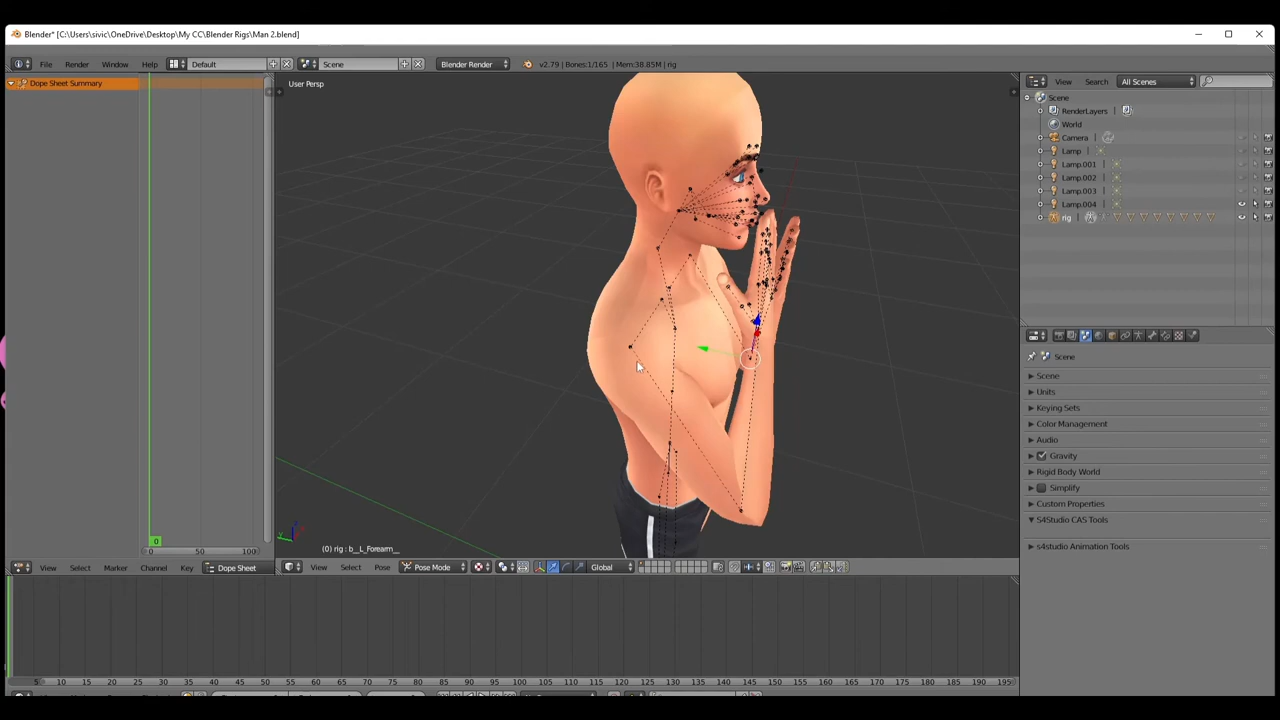 Blender* [C:\Users\sivic\OneDrive\Desktop\My CC\Blender Rigs\Man 2.blend]
File Render Window Help Default Scene Blender Render v2.79 | Bones:1/165 | Mem:38.85M | rig
Dope Sheet Summary
User Persp
View Search All Scenes
Scene
RenderLayers
World
Camera
Lamp
Lamp.001
Lamp.002
Lamp.003
Lamp.004
rig
Scene
Scene
Units
Keying Sets
Color Management
Audio
Gravity
Rigid Body World
Simplify
Custom Properties
S4Studio CAS Tools
s4studio Animation Tools
0
0 50 100
(0) rig : b__L_Forearm__
View Select Marker Channel Key Dope Sheet
View Select Pose Pose Mode Global
5 10 15 20 25 30 35 40 45 50 55 60 65 70 75 80 85 90 95 100 105 110 115 120 125 130 135 140 145 150 155 160 165 170 175 180 185 190 195